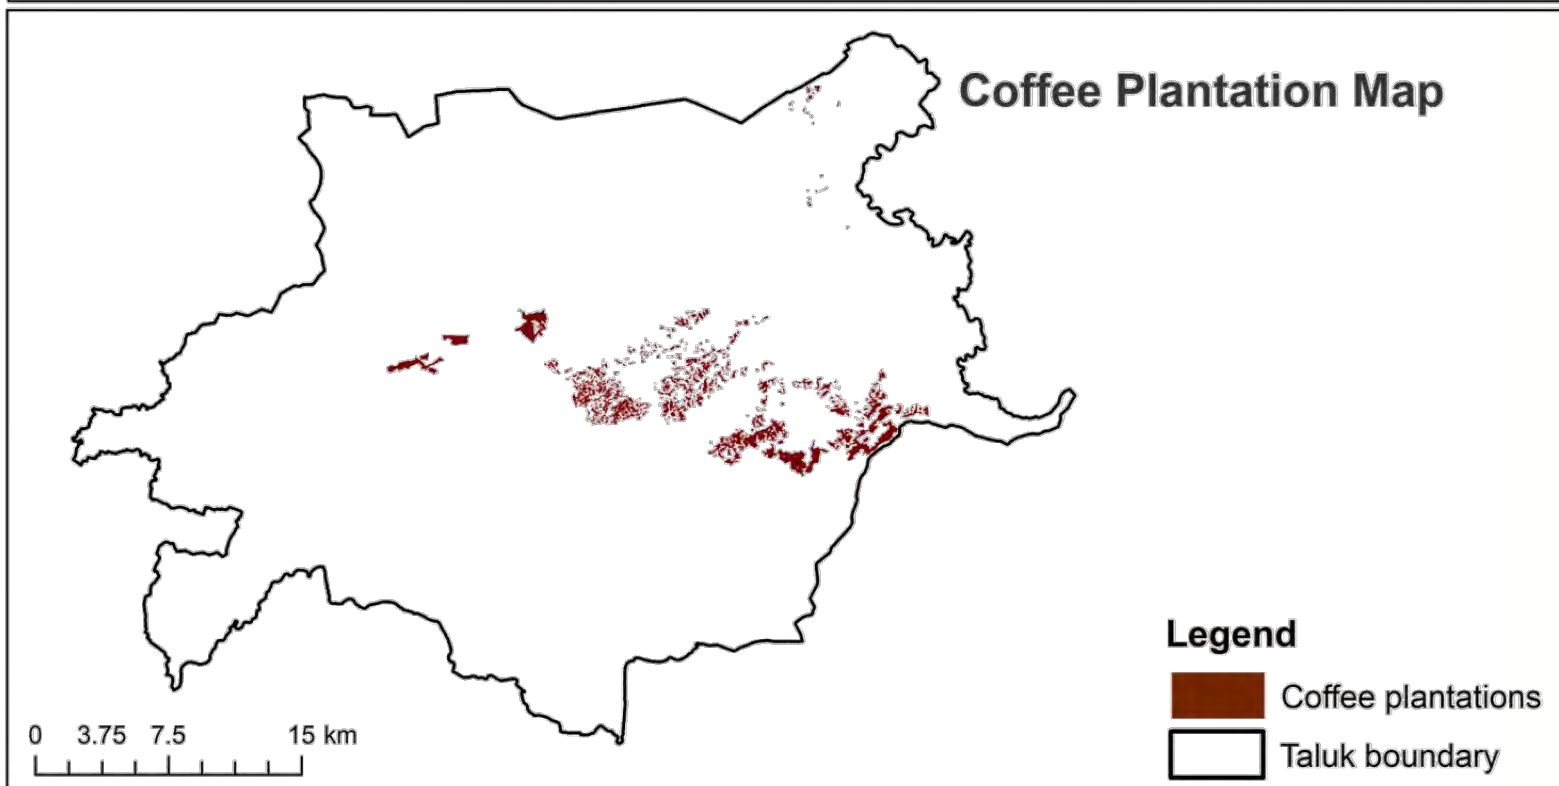 Coffee Plantation Map
Legend
Coffee plantations
Taluk boundary
0 3.75 7.5 15 km